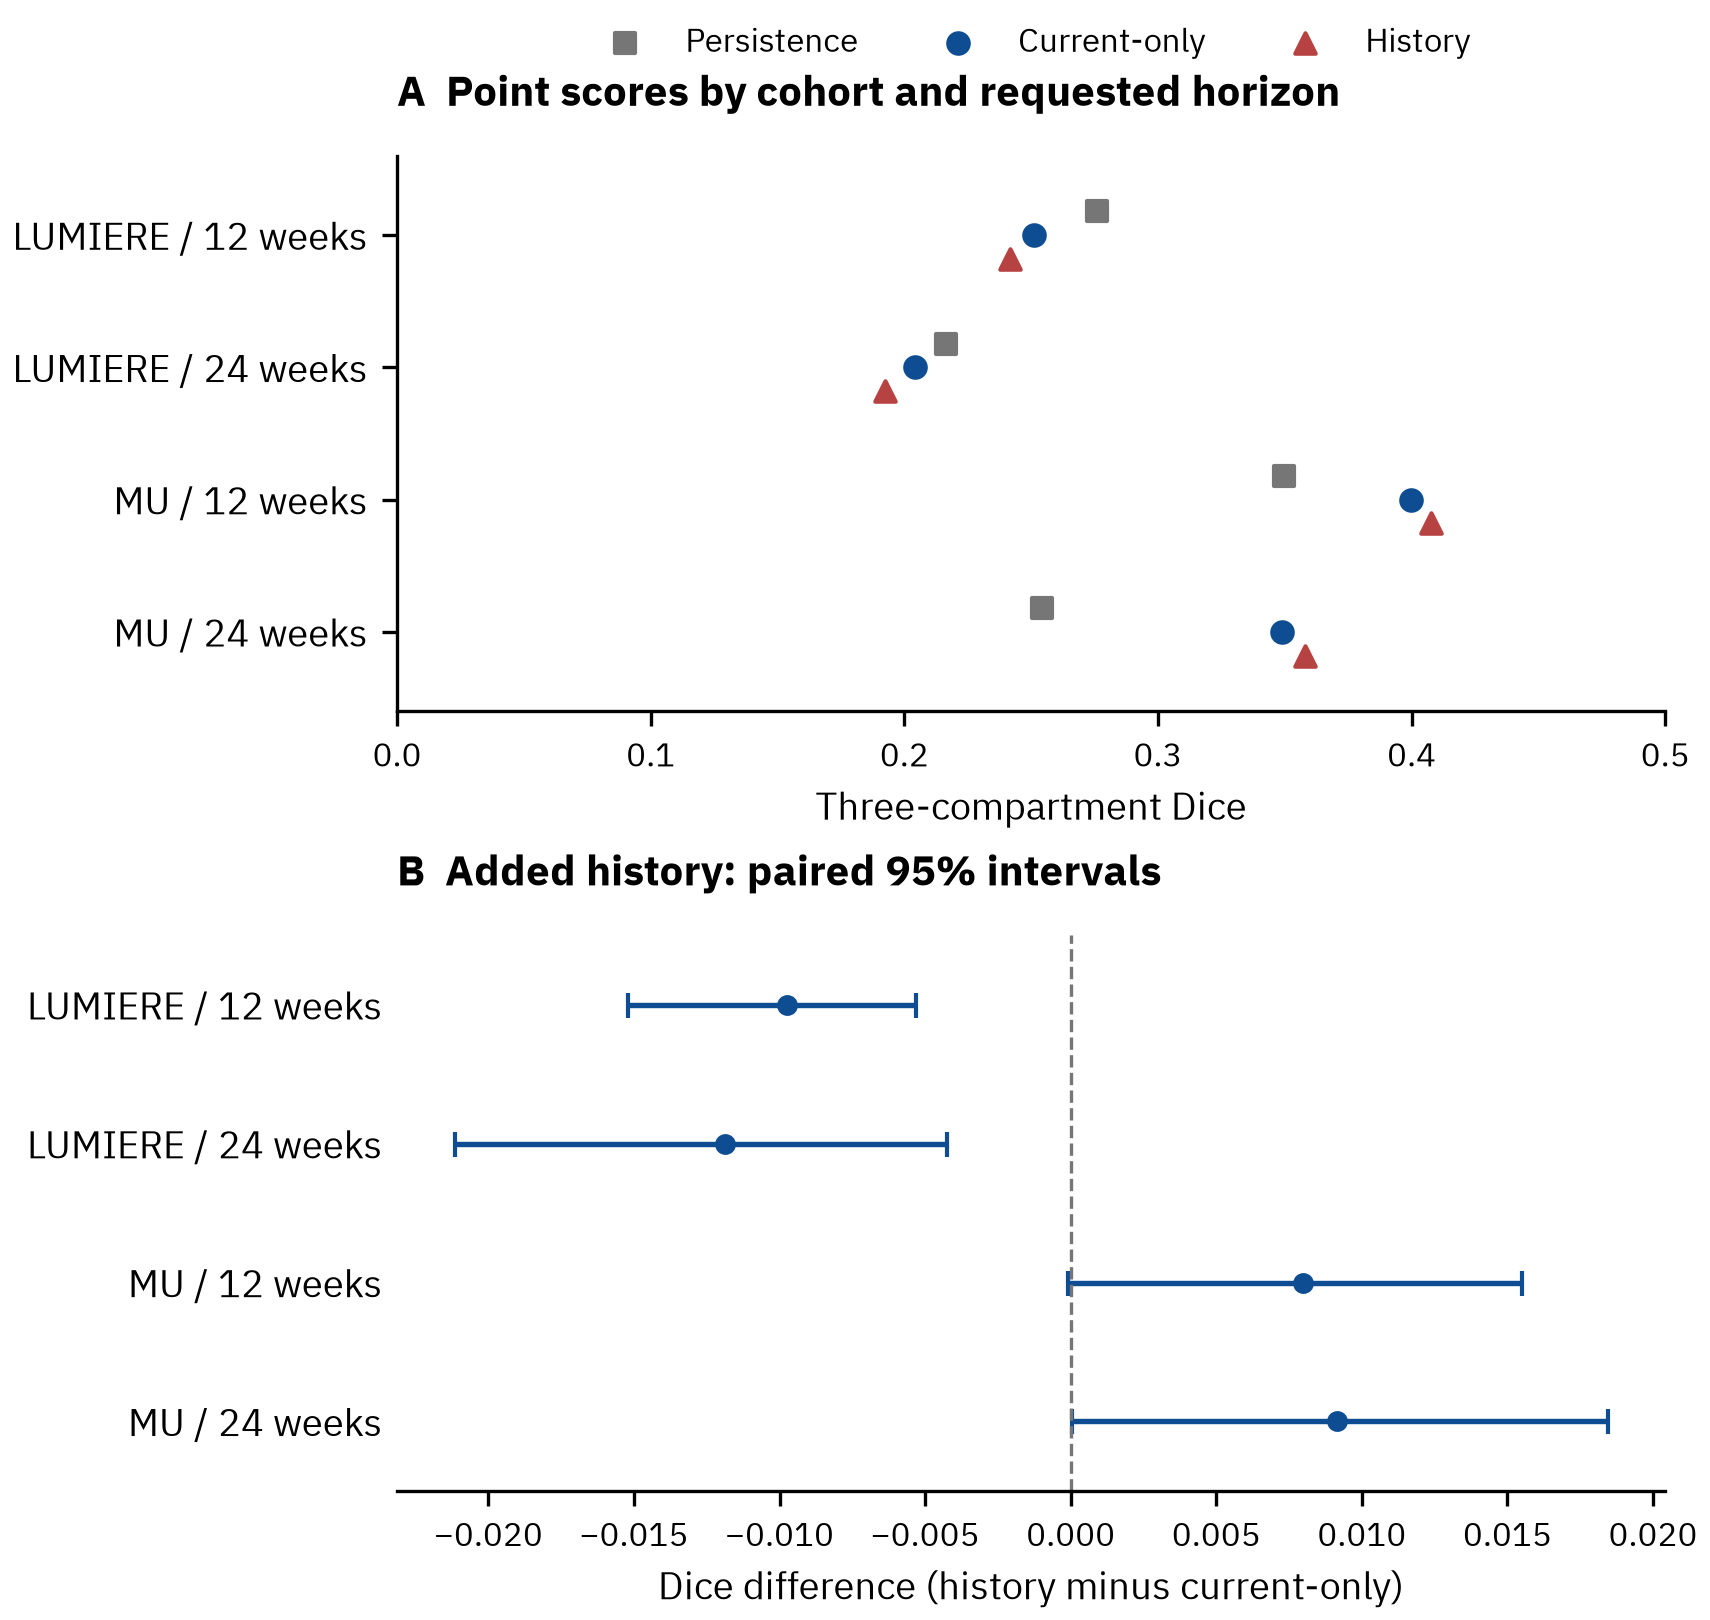 Persistence Current-only History
A Point scores by cohort and requested horizon
LUMIERE / 12 weeks
LUMIERE / 24 weeks
MU / 12 weeks
MU / 24 weeks
0.0 0.1 0.2 0.3 0.4 0.5
Three-compartment Dice
B Added history: paired 95% intervals
LUMIERE / 12 weeks
LUMIERE / 24 weeks
MU / 12 weeks
MU / 24 weeks
−0.020 −0.015 −0.010 −0.005 0.000 0.005 0.010 0.015 0.020
Dice difference (history minus current-only)